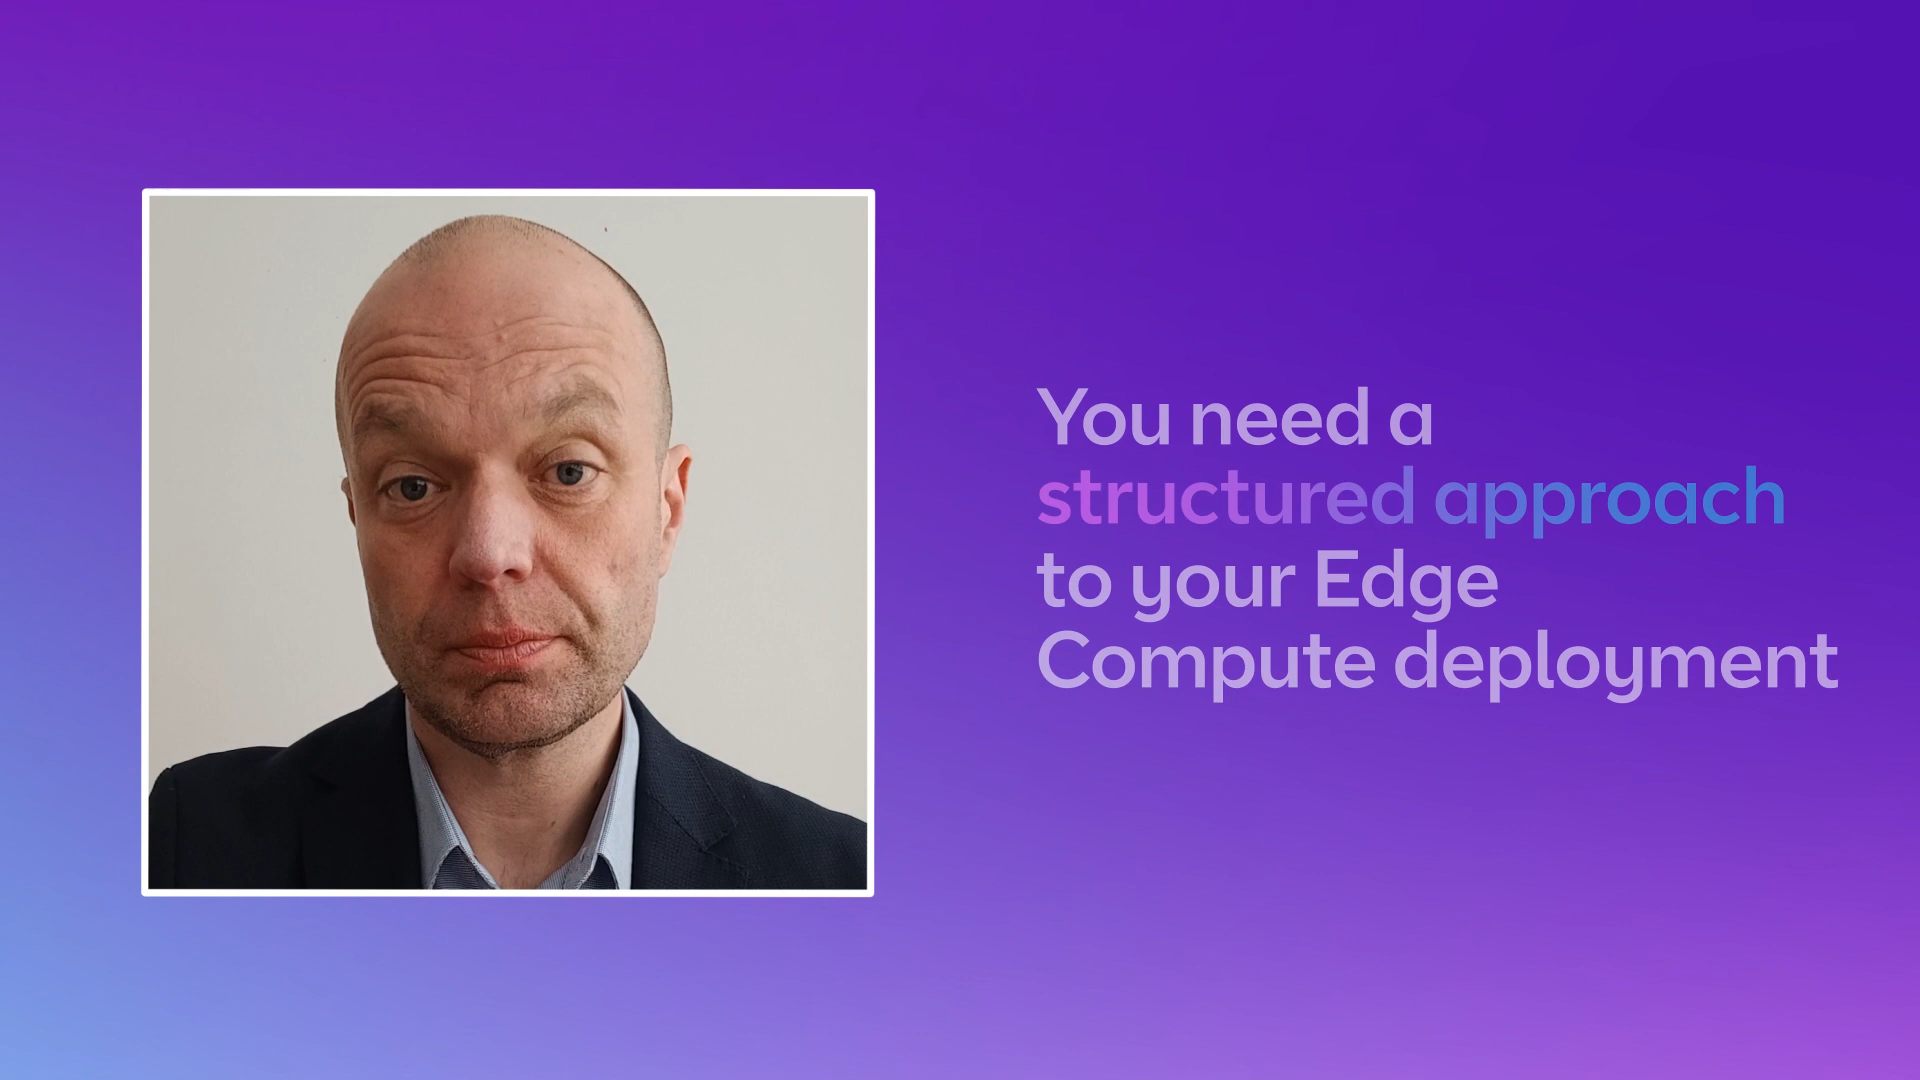 You need a
structured approach
to your Edge
Compute deployment